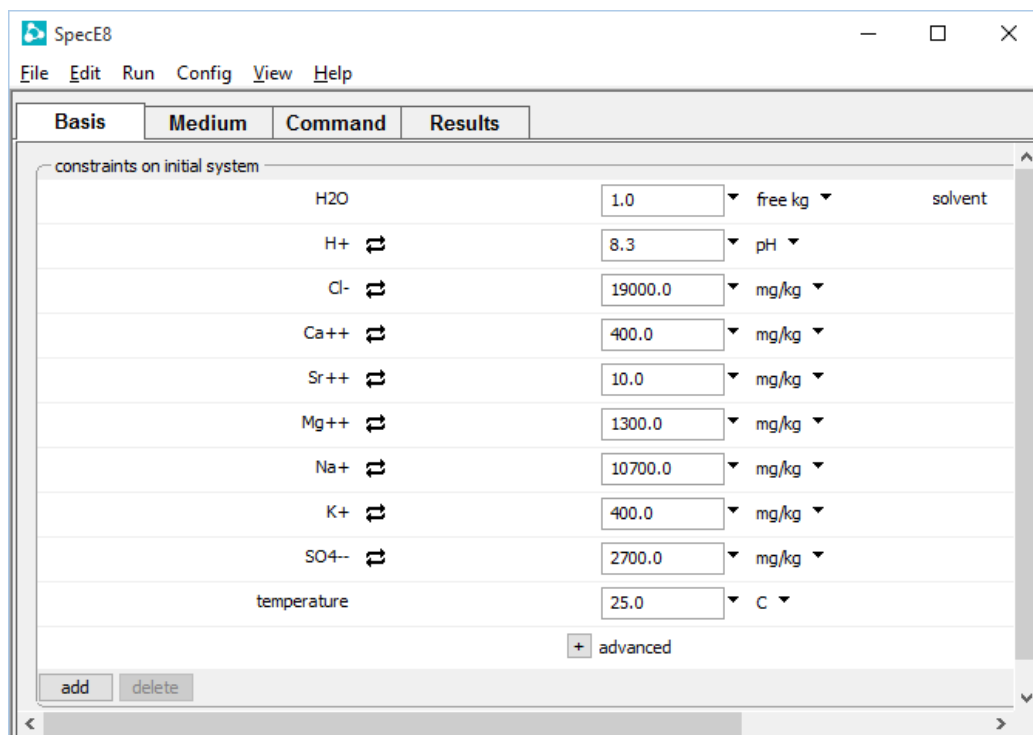 SpecE8
File Edit Run Config View Help
Basis Medium Command Results
constraints on initial system
H2O 1.0 free kg solvent
H+ 8.3 pH
Cl- 19000.0 mg/kg
Ca++ 400.0 mg/kg
Sr++ 10.0 mg/kg
Mg++ 1300.0 mg/kg
Na+ 10700.0 mg/kg
K+ 400.0 mg/kg
SO4-- 2700.0 mg/kg
temperature 25.0 C
+ advanced
add delete